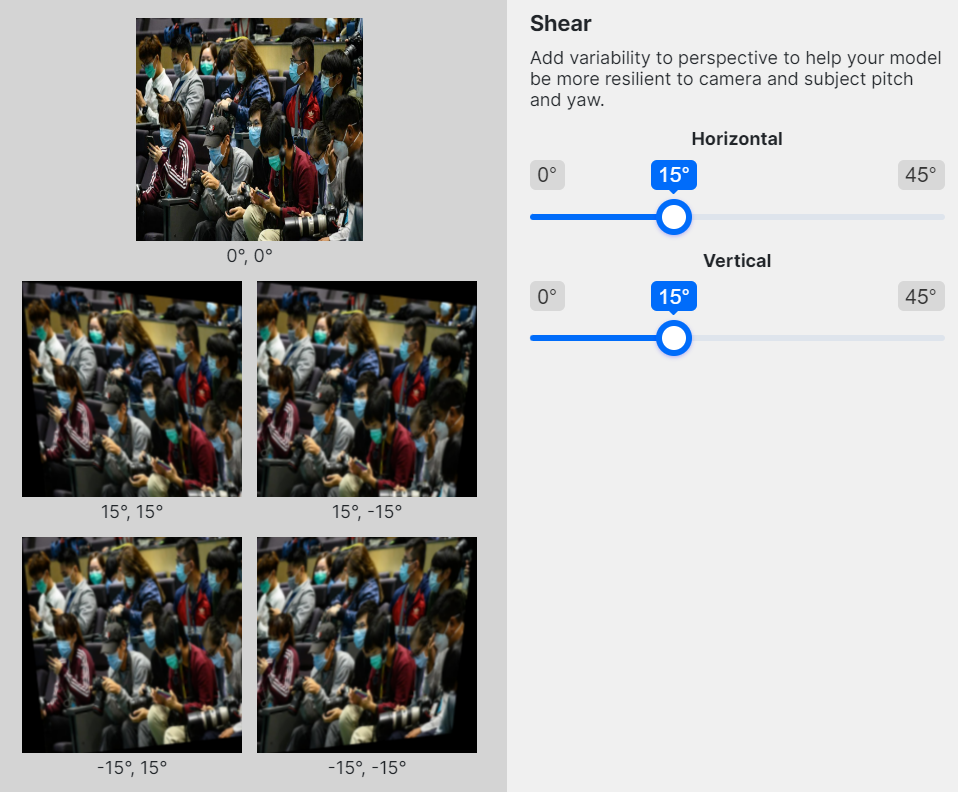 Shear
Add variability to perspective to help your model
be more resilient to camera and subject pitch
and yaw.
Horizontal
0°
15°
45°
Vertical
0°
15°
45°
0°, 0°
15°, 15°
15°, -15°
-15°, 15°
-15°, -15°